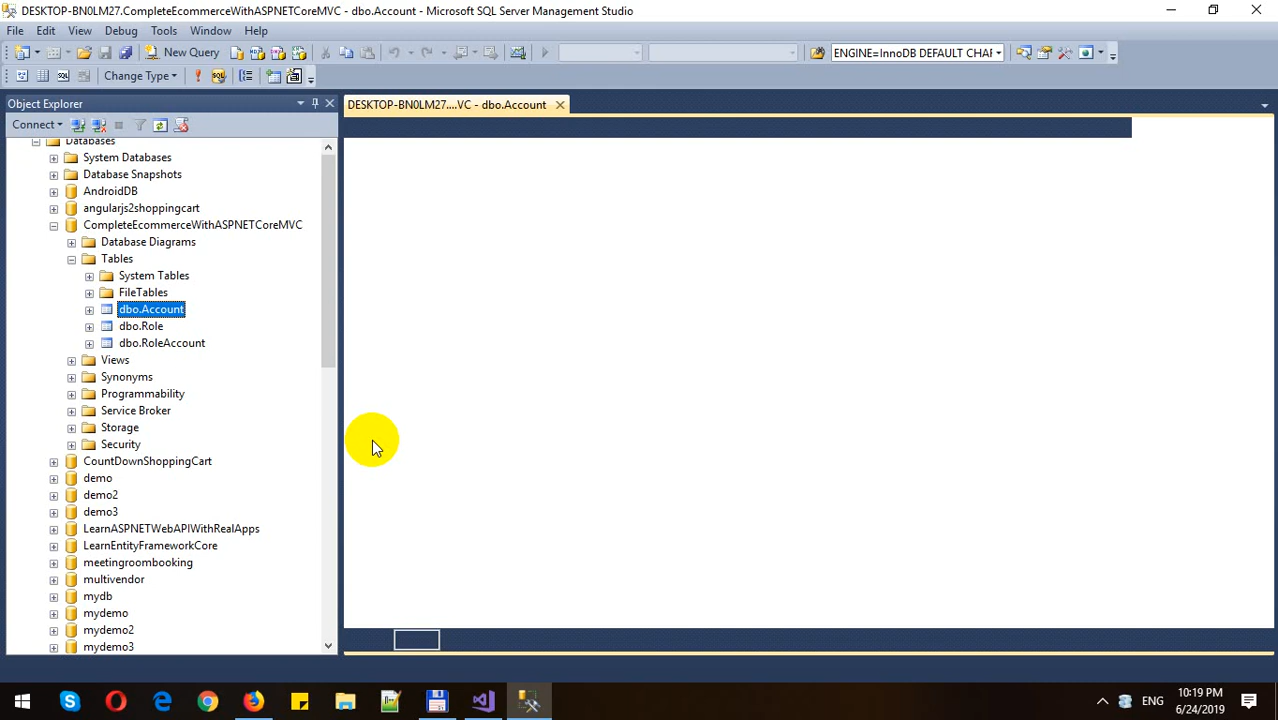 DESKTOP-BN0LM27.CompleteEcommerceWithASPNETCoreMVC - dbo.Account - Microsoft SQL Server Management Studio
File Edit View Debug Tools Window Help
New Query ENGINE=InnoDB DEFAULT CHAR
Change Type
Object Explorer
DESKTOP-BN0LM27....VC - dbo.Account
Connect
Databases
System Databases
Database Snapshots
AndroidDB
angularjs2shoppingcart
CompleteEcommerceWithASPNETCoreMVC
Database Diagrams
Tables
System Tables
FileTables
dbo.Account
dbo.Role
dbo.RoleAccount
Views
Synonyms
Programmability
Service Broker
Storage
Security
CountDownShoppingCart
demo
demo2
demo3
LearnASPNETWebAPIWithRealApps
LearnEntityFrameworkCore
meetingroombooking
multivendor
mydb
mydemo
mydemo2
mydemo3
ENG
10:19 PM
6/24/2019